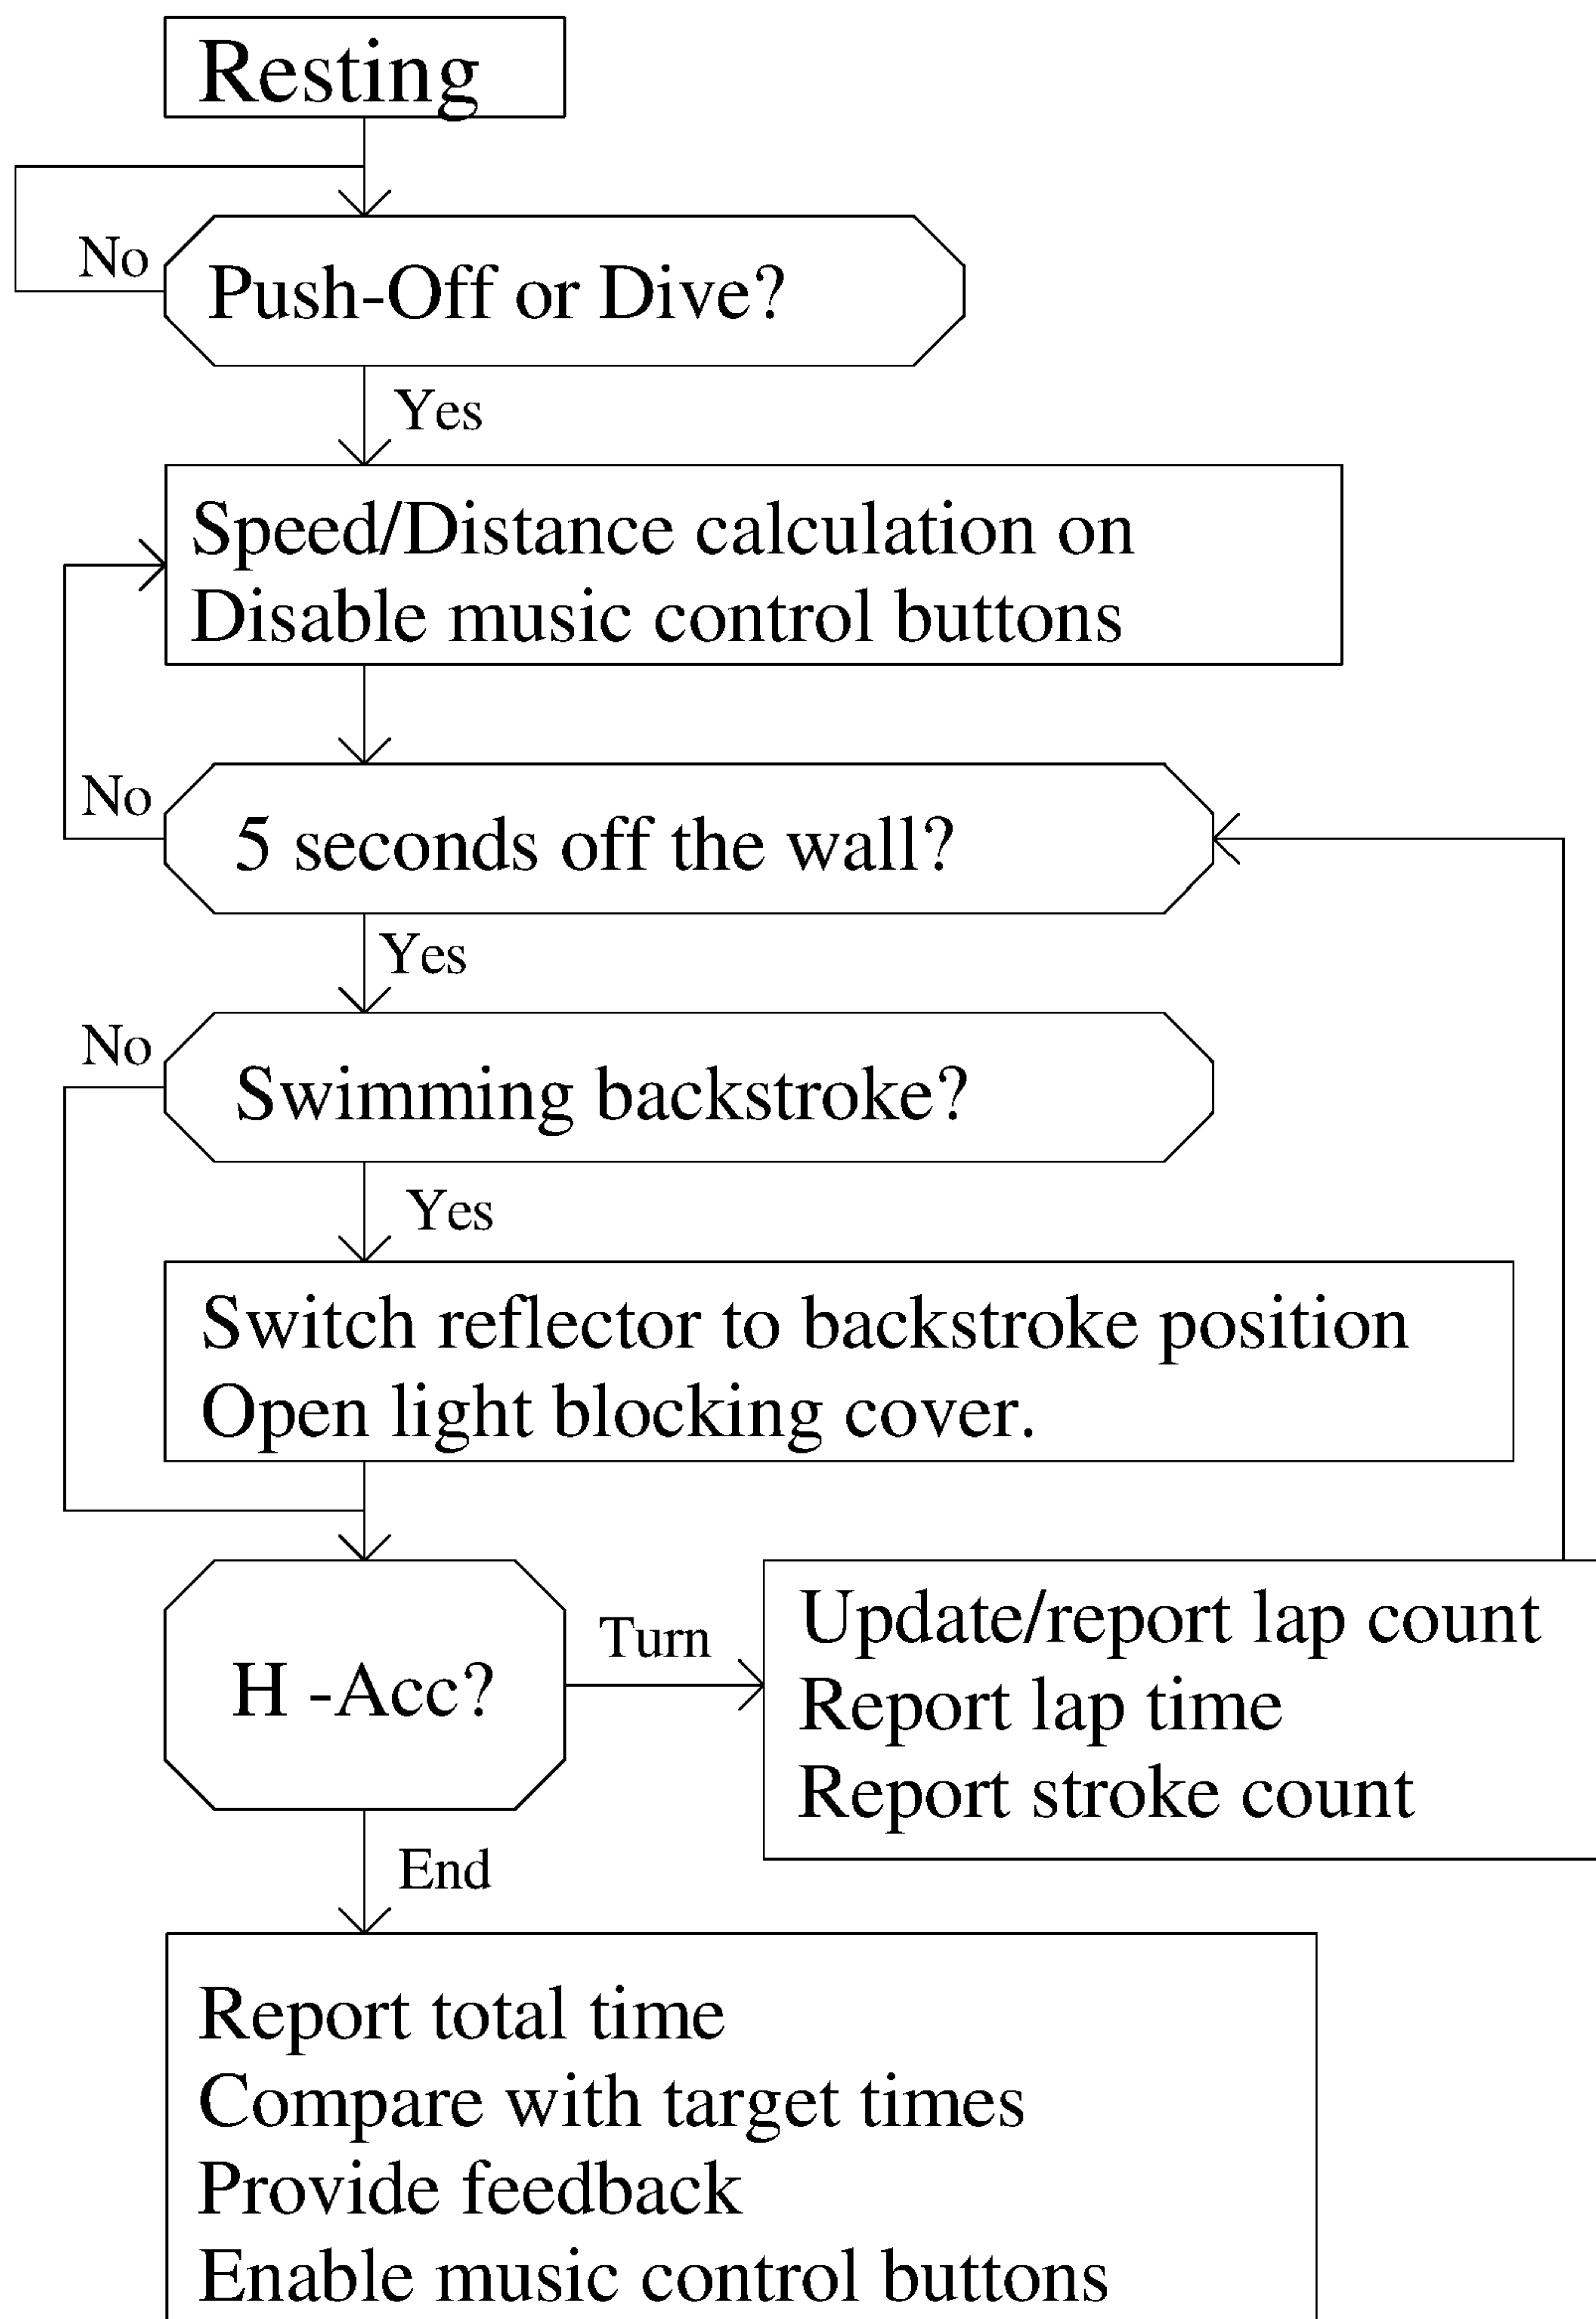 Resting
No
Push-Off or Dive?
Yes
Speed/Distance calculation on
Disable music control buttons
No
5 seconds off the wall?
Yes
No
Swimming backstroke?
Yes
Switch reflector to backstroke position
Open light blocking cover.
H -Acc?
Turn
Update/report lap count
Report lap time
Report stroke count
End
Report total time
Compare with target times
Provide feedback
Enable music control buttons